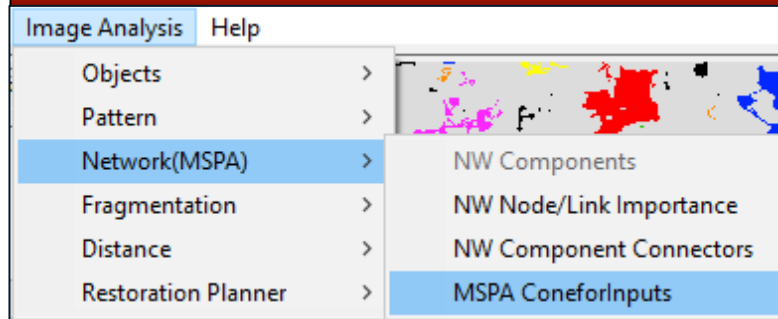 Image Analysis Help
Objects
Pattern
Network(MSPA)
NW Components
Fragmentation
NW Node/Link Importance
Distance
NW Component Connectors
Restoration Planner
MSPA ConeforInputs